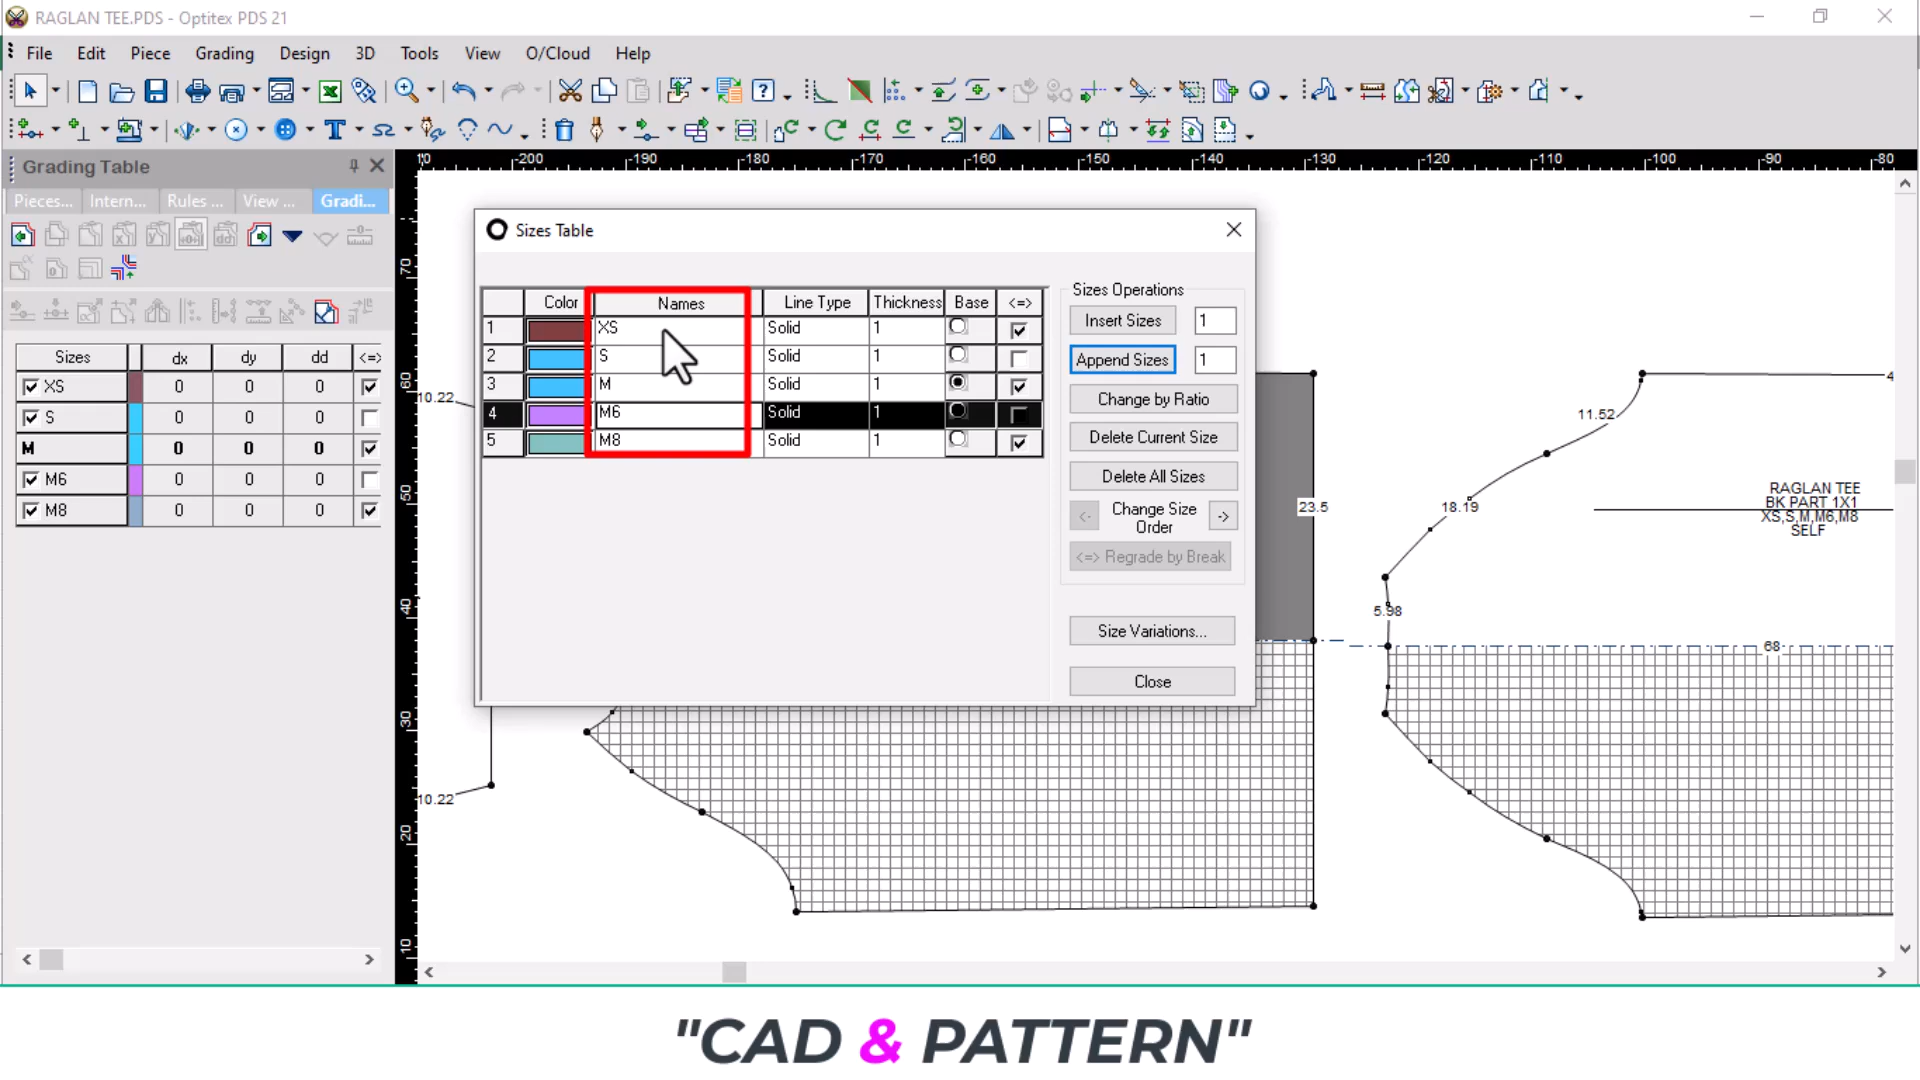 RAGLAN TEE.PDS - Optitex PDS 21
File Edit Piece Grading Design 3D Tools View O/Cloud Help
Grading Table
Pieces... Intern... Rules ... View ... Gradi...
Sizes dx dy dd <=>
XS 0 0 0
S 0 0 0
M 0 0 0
M6 0 0 0
M8 0 0 0
-200 -190 -180 -170 -160 -150 -140 -130 -120 -110 -100 -90 -80
70
60
50
40
30
20
10
Sizes Table
Color Names Line Type Thickness Base <=>
1 XS Solid 1
2 S Solid 1
3 M Solid 1
4 M6 Solid 1
5 M8 Solid 1
Sizes Operations
Insert Sizes 1
Append Sizes 1
Change by Ratio
Delete Current Size
Delete All Sizes
<- Change Size Order ->
<=> Regrade by Break
Size Variations...
Close
10.22
10.22
23.5
11.52
18.19
5.98
68
4
RAGLAN TEE
BK PART 1X1
XS,S,M,M6,M8
SELF
"CAD & PATTERN"